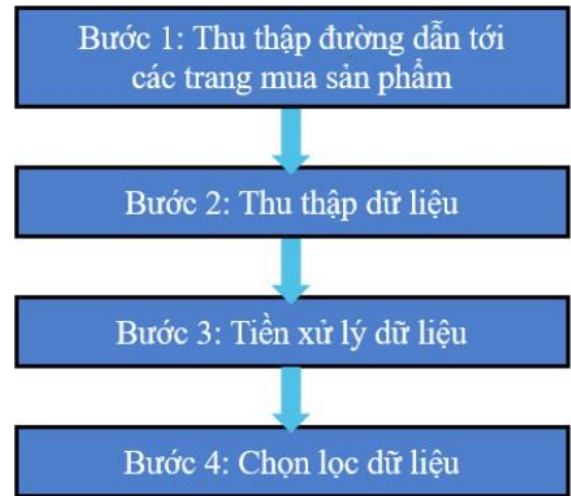 Bước 1: Thu thập đường dẫn tới
các trang mua sản phẩm
Bước 2: Thu thập dữ liệu
Bước 3: Tiền xử lý dữ liệu
Bước 4: Chọn lọc dữ liệu